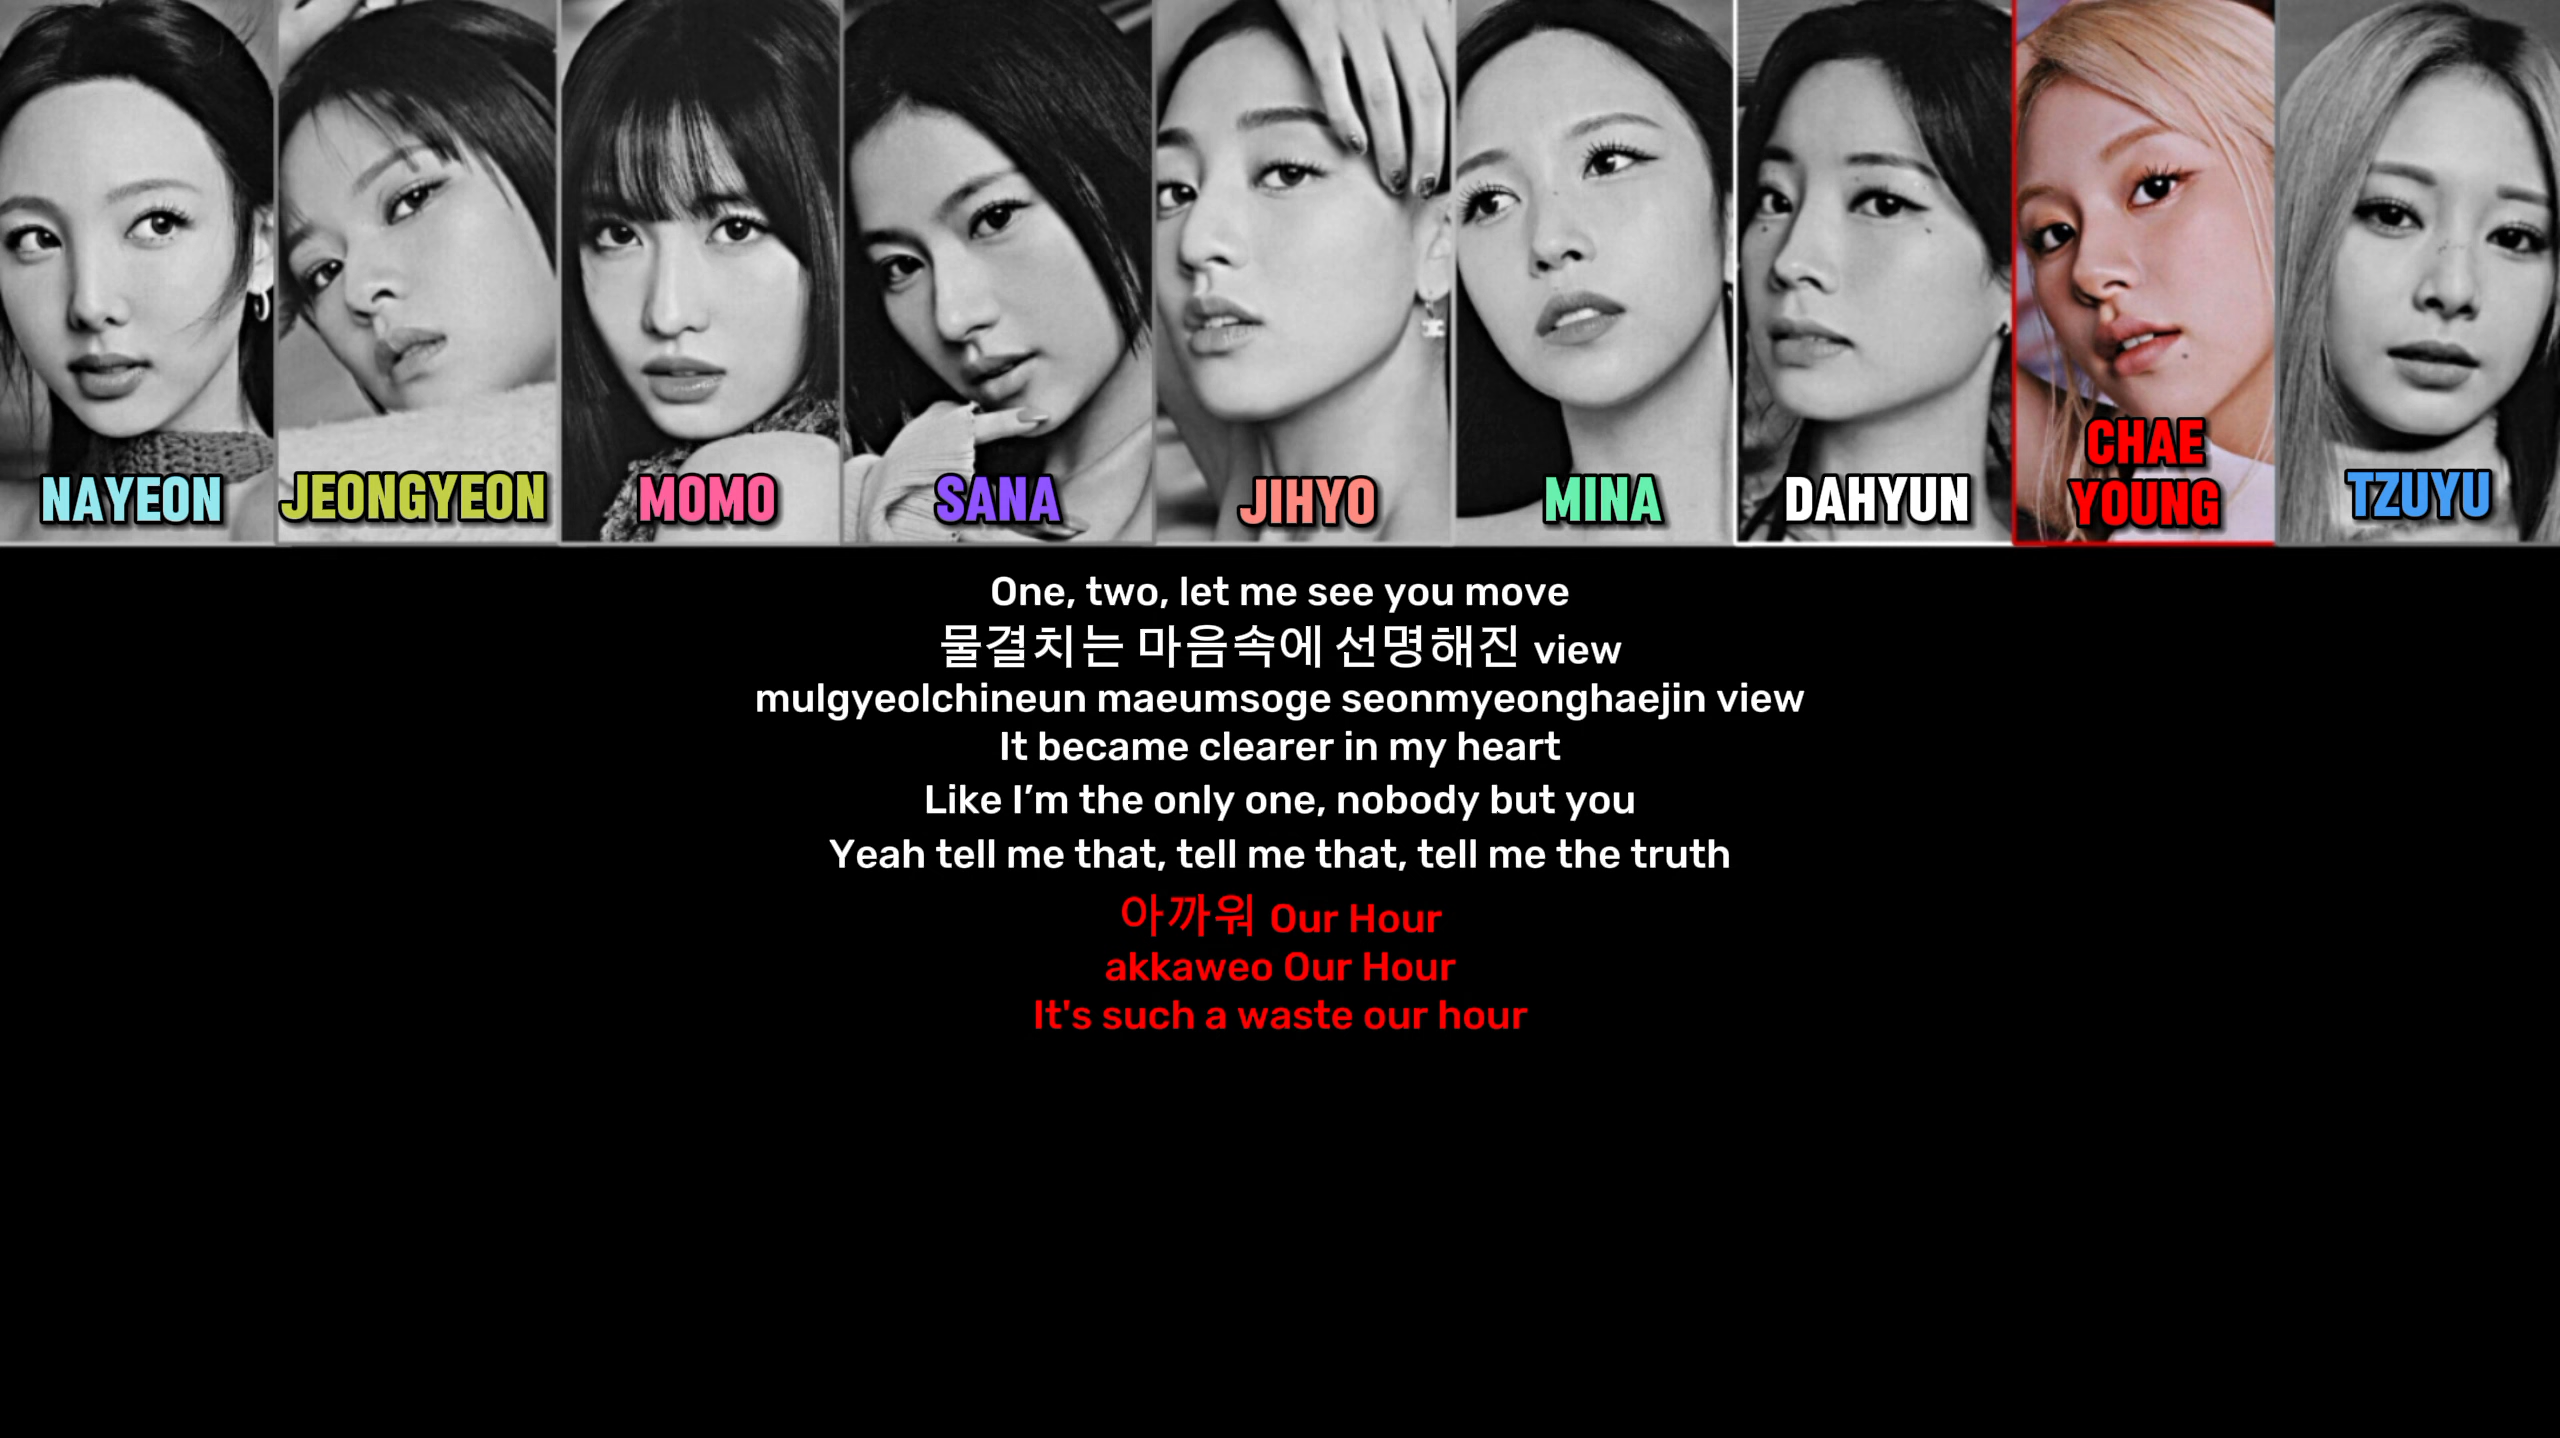 NAYEON
JEONGYEON
MOMO
SANA
JIHYO
MINA
DAHYUN
CHAE
YOUNG
TZUYU
One, two, let me see you move
물결치는 마음속에 선명해진 view
mulgyeolchineun maeumsoge seonmyeonghaejin view
It became clearer in my heart
Like I’m the only one, nobody but you
Yeah tell me that, tell me that, tell me the truth
아까워 Our Hour
akkaweo Our Hour
It's such a waste our hour